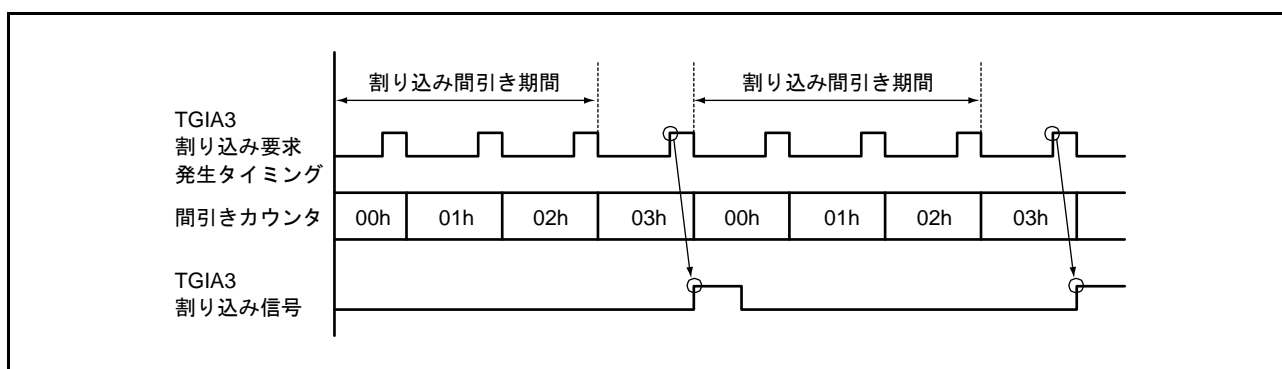 割り込み間引き期間 割り込み間引き期間
TGIA3
割り込み要求
発生タイミング
間引きカウンタ 00h 01h 02h 03h 00h 01h 02h 03h
TGIA3
割り込み信号